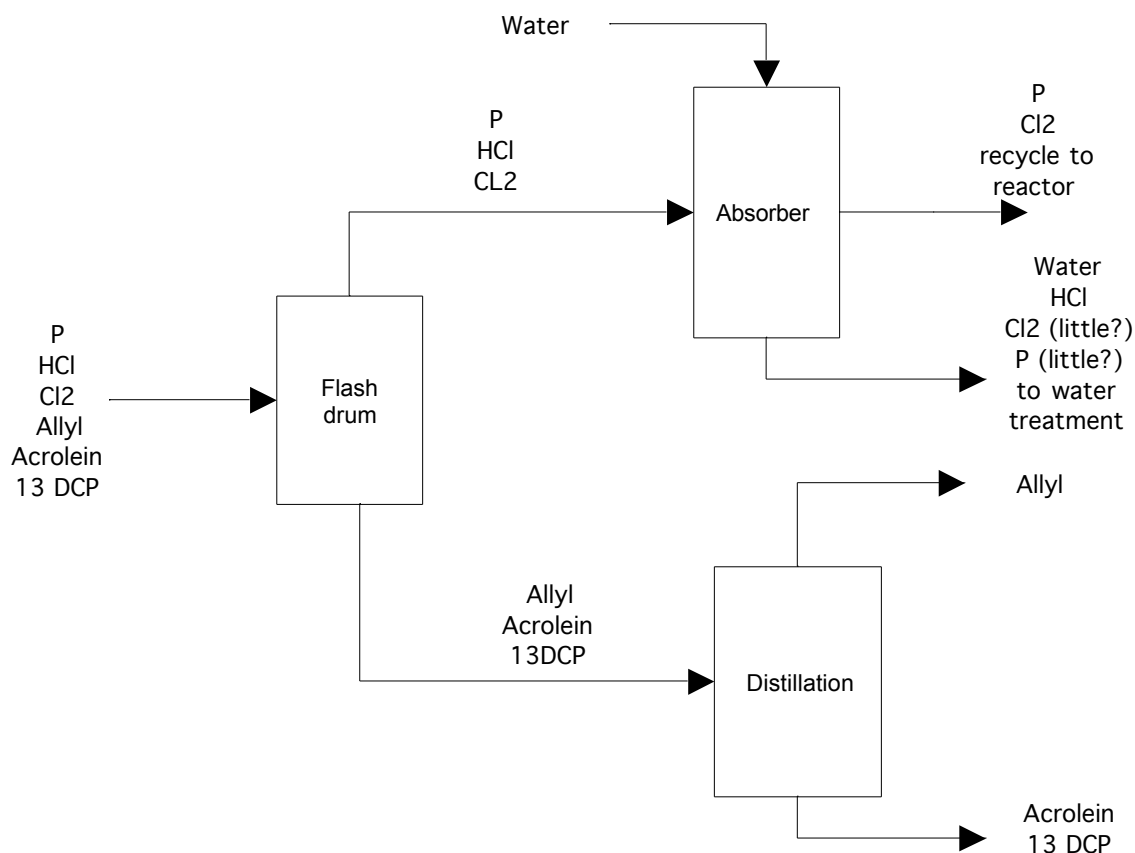 Water
P
HCl
CL2
Absorber
P
Cl2
recycle to
reactor
Water
HCl
Cl2 (little?)
P (little?)
to water
treatment
P
HCl
Cl2
Allyl
Acrolein
13 DCP
Flash
drum
Allyl
Acrolein
13DCP
Distillation
Allyl
Acrolein
13 DCP